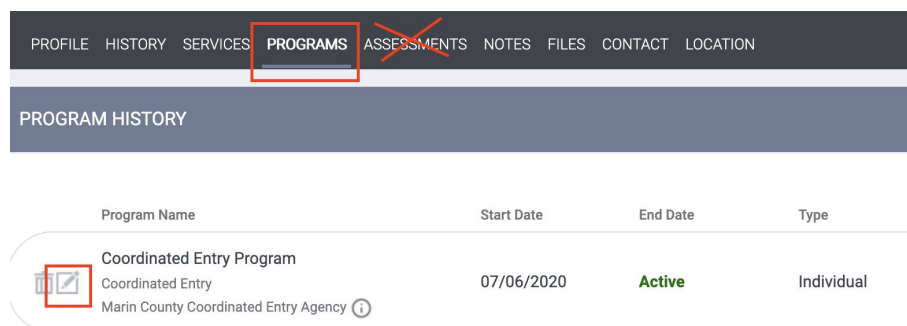 PROFILE HISTORY SERVICES PROGRAMS ASSESSMENTS NOTES FILES CONTACT LOCATION
PROGRAM HISTORY
Program Name Start Date End Date Type
Coordinated Entry Program
Coordinated Entry 07/06/2020 Active Individual
Marin County Coordinated Entry Agency